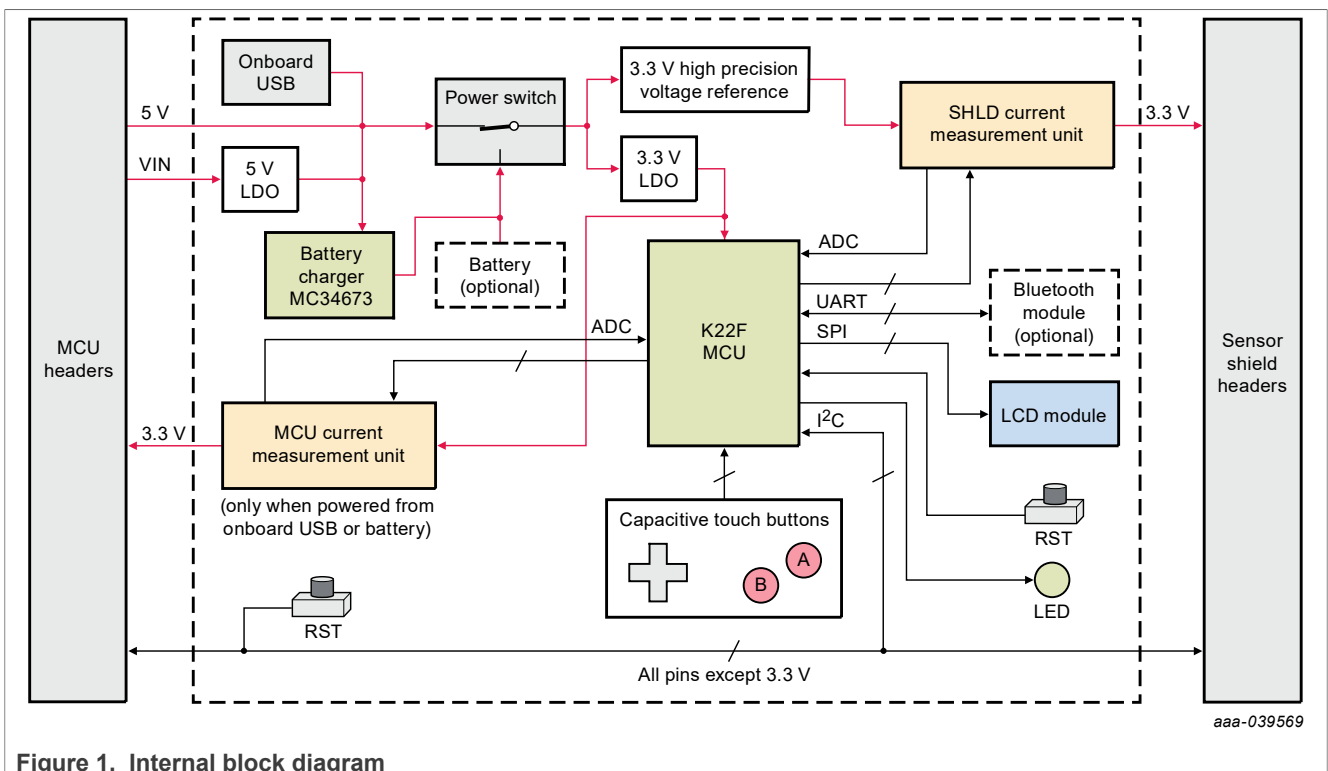 Onboard
USB
Power switch
3.3 V high precision
voltage reference
SHLD current
measurement unit
5 V
3.3 V
VIN
5 V
LDO
3.3 V
LDO
Battery
charger
MC34673
Battery
(optional)
ADC
UART
SPI
I²C
Bluetooth
module
(optional)
K22F
MCU
ADC
MCU
headers
Sensor
shield
headers
LCD module
3.3 V
MCU current
measurement unit
(only when powered from
onboard USB or battery)
Capacitive touch buttons
A
B
RST
LED
RST
All pins except 3.3 V
aaa-039569
Figure 1. Internal block diagram